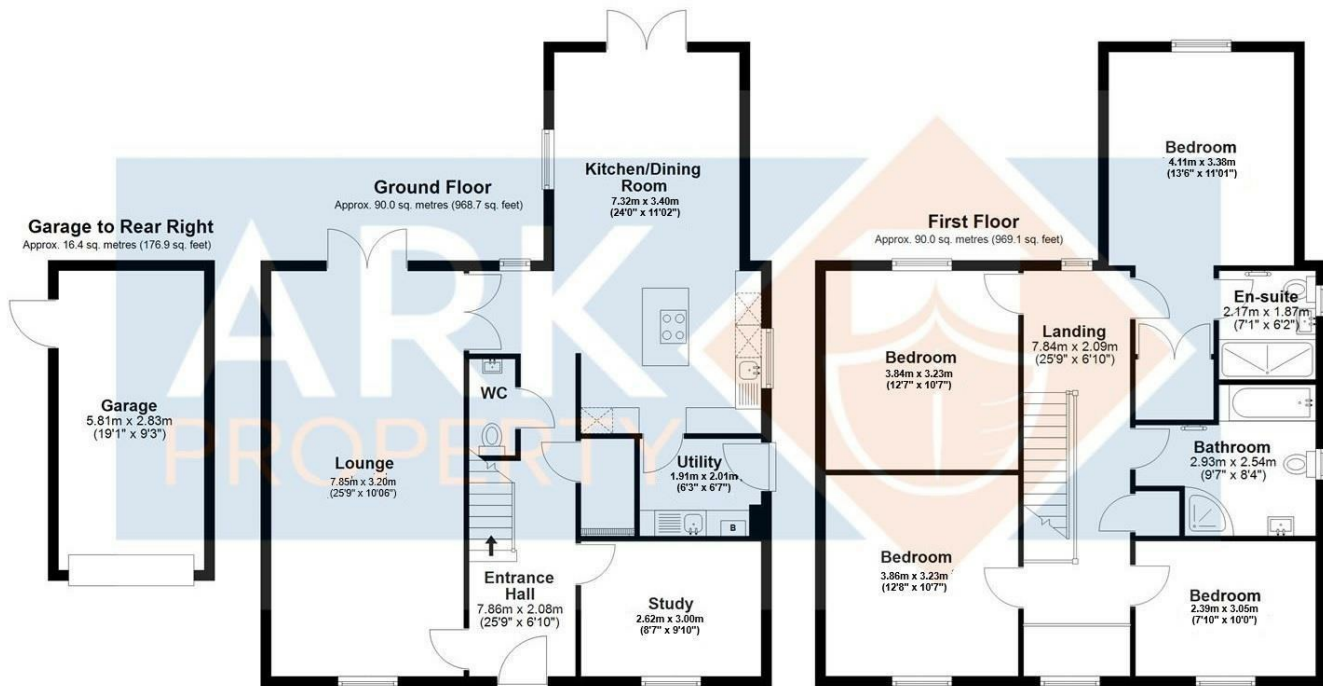 Garage to Rear Right
Approx. 16.4 sq. metres (176.9 sq. feet)
Garage
5.81m x 2.83m
(19'1" x 9'3")
Ground Floor
Approx. 90.0 sq. metres (968.7 sq. feet)
Kitchen/Dining
Room
7.32m x 3.40m
(24'0" x 11'02")
WC
Lounge
7.85m x 3.20m
(25'9" x 10'06")
Utility
1.91m x 2.01m
(6'3" x 6'7")
B
Entrance
Hall
7.86m x 2.08m
(25'9" x 6'10")
Study
2.62m x 3.00m
(8'7" x 9'10")
First Floor
Approx. 90.0 sq. metres (969.1 sq. feet)
Bedroom
4.11m x 3.38m
(13'6" x 11'01")
En-suite
2.17m x 1.87m
(7'1" x 6'2")
Landing
7.84m x 2.09m
(25'9" x 6'10")
Bedroom
3.84m x 3.23m
(12'7" x 10'7")
Bathroom
2.93m x 2.54m
(9'7" x 8'4")
Bedroom
3.86m x 3.23m
(12'8" x 10'7")
Bedroom
2.39m x 3.05m
(7'10" x 10'0")
ARK
PROPERTY